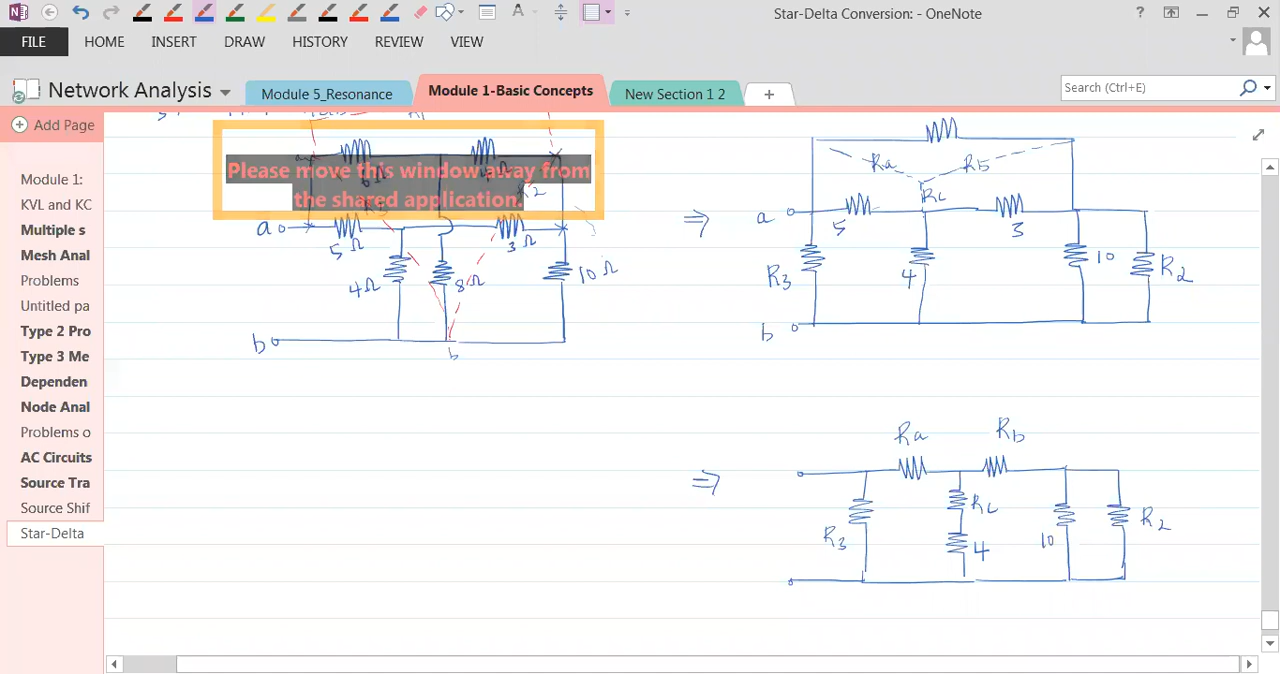 Star-Delta Conversion: - OneNote
?
FILE HOME INSERT DRAW HISTORY REVIEW VIEW
Network Analysis
Module 5_Resonance
Module 1-Basic Concepts
New Section 1 2
+
Search (Ctrl+E)
Add Page
Module 1:
KVL and KC
Multiple s
Mesh Anal
Problems
Untitled pa
Type 2 Pro
Type 3 Me
Dependen
Node Anal
Problems o
AC Circuits
Source Tra
Source Shif
Star-Delta
Please move this window away from
the shared application.
a
5Ω
3Ω
4Ω
8Ω
10Ω
b
b
⇒
Ra
Rb
Rc
a
5
3
R3
4
10
R2
b
⇒
Ra
Rb
R3
Rc
4
10
R2